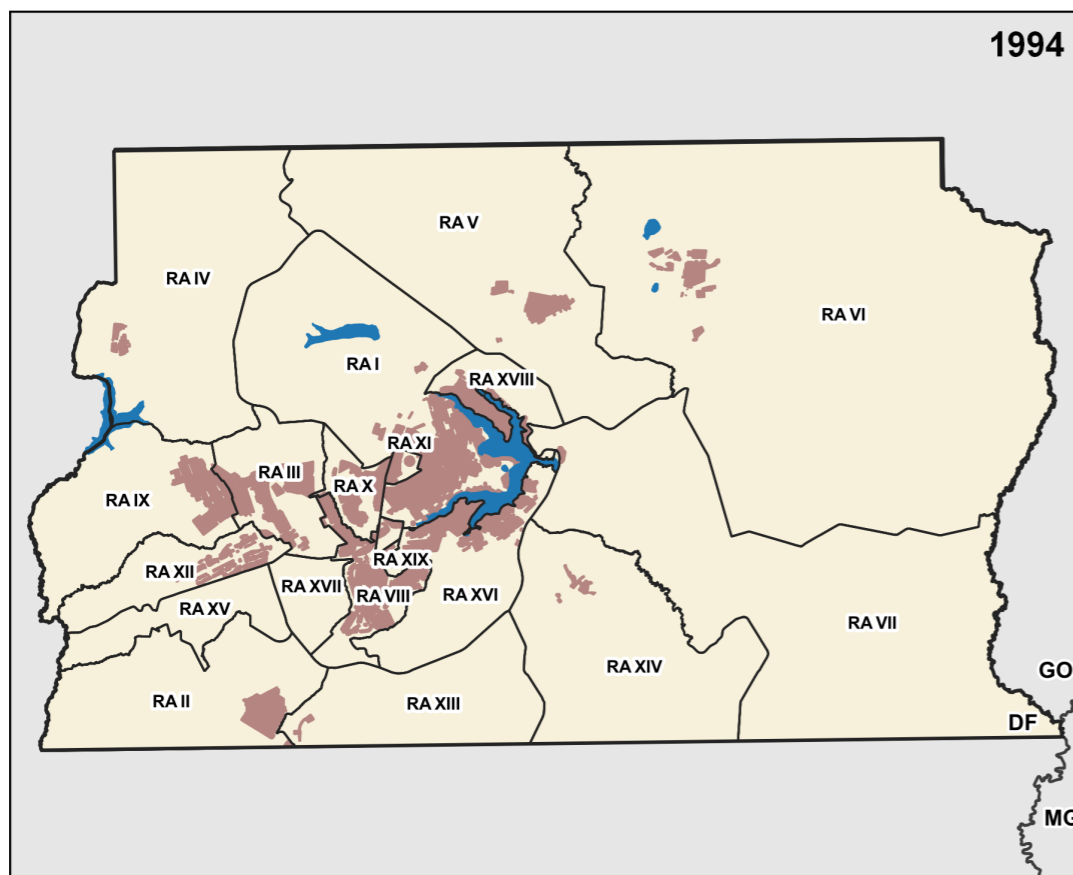 1994
RA V
RA IV
RA VI
RA I
RA XVIII
RA XI
RA III
RA X
RA IX
RA XIX
RA XII
RA XVII
RA VIII
RA XVI
RA XV
RA VII
RA XIV
GO
RA II
RA XIII
DF
MG